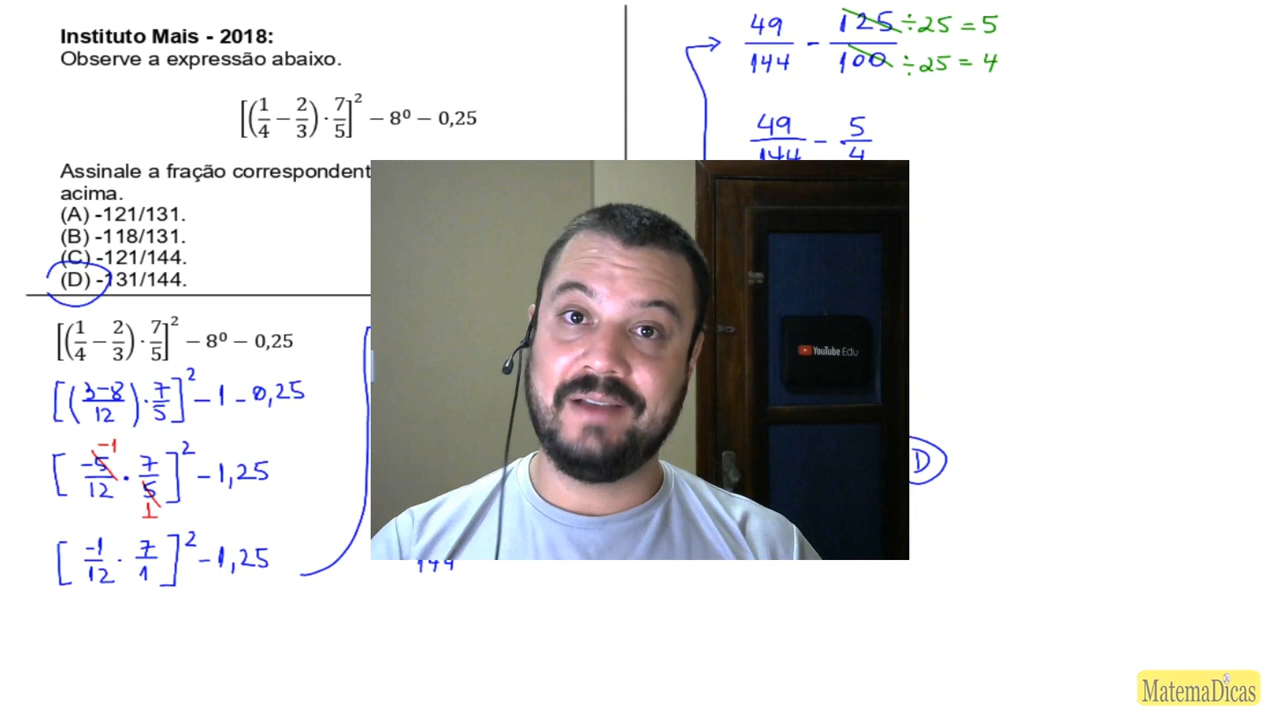 Instituto Mais - 2018:
Observe a expressão abaixo.
[(1/4 − 2/3) · 7/5]² − 8⁰ − 0,25
Assinale a fração correspondent
acima.
(A) -121/131.
(B) -118/131.
(C) -121/144.
(D) -131/144.
[(1/4 − 2/3) · 7/5]² − 8⁰ − 0,25
[(3−8/12) · 7/5]² − 1 − 0,25
[−5/12 · 7/5]² − 1,25
−1
1
[−1/12 · 7/1]² − 1,25
49/144 − 125/100
÷25 = 5
÷25 = 4
49/144 − 5/4
YouTube Edu
D
144
MatemaDicas